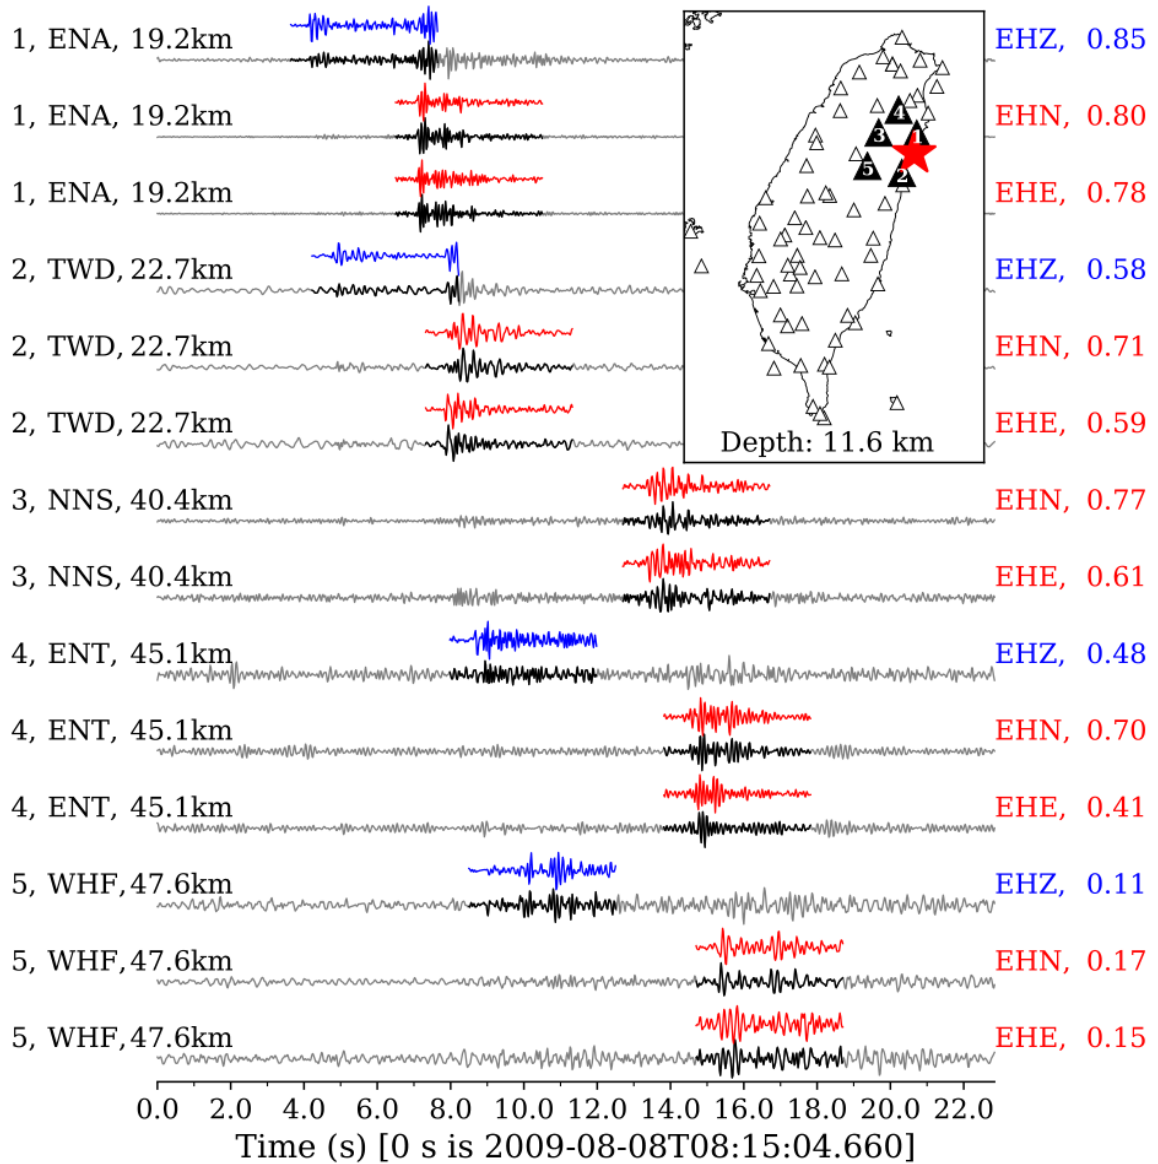 1, ENA, 19.2km EHZ, 0.85
1, ENA, 19.2km EHN, 0.80
1, ENA, 19.2km EHE, 0.78
2, TWD, 22.7km EHZ, 0.58
2, TWD, 22.7km EHN, 0.71
2, TWD, 22.7km EHE, 0.59
4
3
1
5
2
Depth: 11.6 km
3, NNS, 40.4km EHN, 0.77
3, NNS, 40.4km EHE, 0.61
4, ENT, 45.1km EHZ, 0.48
4, ENT, 45.1km EHN, 0.70
4, ENT, 45.1km EHE, 0.41
5, WHF, 47.6km EHZ, 0.11
5, WHF, 47.6km EHN, 0.17
5, WHF, 47.6km EHE, 0.15
0.0 2.0 4.0 6.0 8.0 10.0 12.0 14.0 16.0 18.0 20.0 22.0
Time (s) [0 s is 2009-08-08T08:15:04.660]